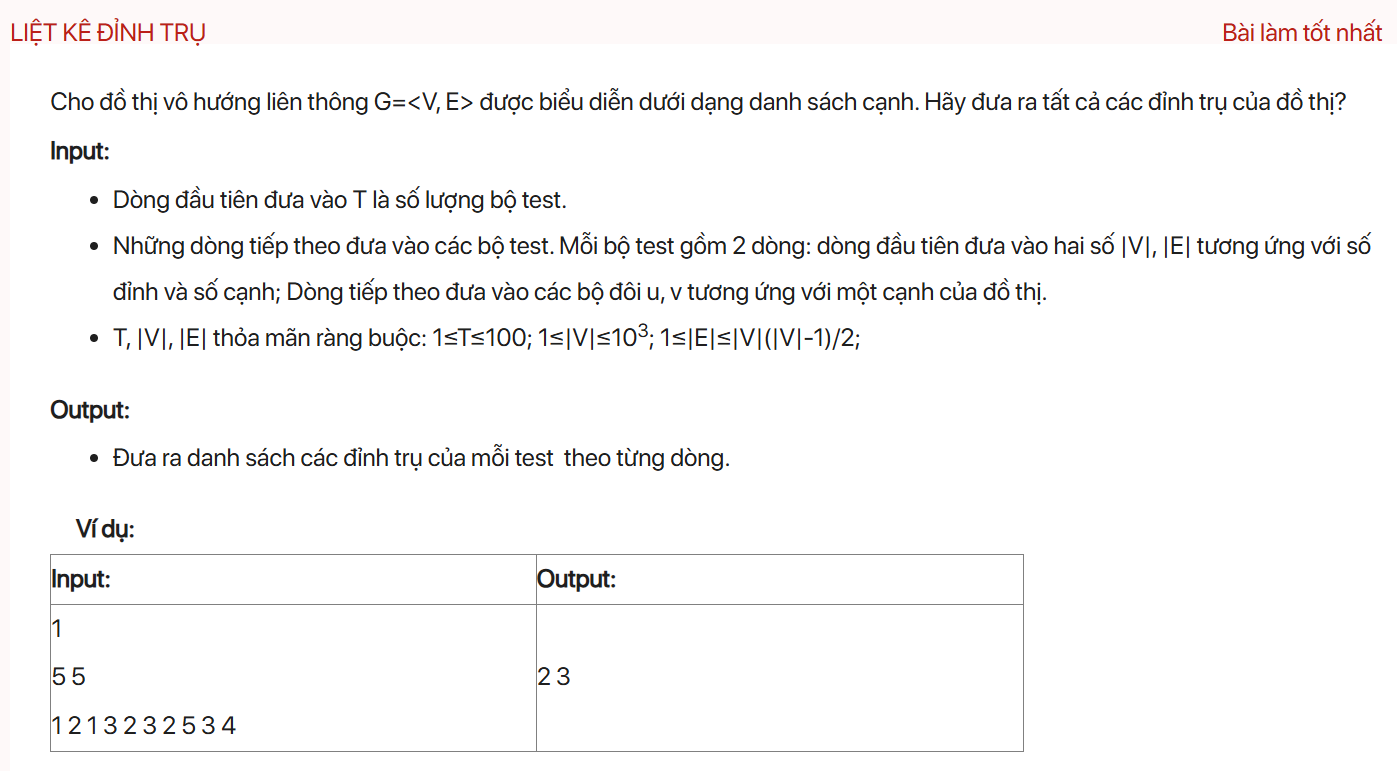 LIỆT KÊ ĐỈNH TRỤ
Bài làm tốt nhất
Cho đồ thị vô hướng liên thông G=<V, E> được biểu diễn dưới dạng danh sách cạnh. Hãy đưa ra tất cả các đỉnh trụ của đồ thị?
Input:
• Dòng đầu tiên đưa vào T là số lượng bộ test.
• Những dòng tiếp theo đưa vào các bộ test. Mỗi bộ test gồm 2 dòng: dòng đầu tiên đưa vào hai số |V|, |E| tương ứng với số
đỉnh và số cạnh; Dòng tiếp theo đưa vào các bộ đôi u, v tương ứng với một cạnh của đồ thị.
• T, |V|, |E| thỏa mãn ràng buộc: 1≤T≤100; 1≤|V|≤10³; 1≤|E|≤|V|(|V|-1)/2;
Output:
• Đưa ra danh sách các đỉnh trụ của mỗi test theo từng dòng.
Ví dụ:
Input:
Output:
1
5 5
2 3
1 2 1 3 2 3 2 5 3 4